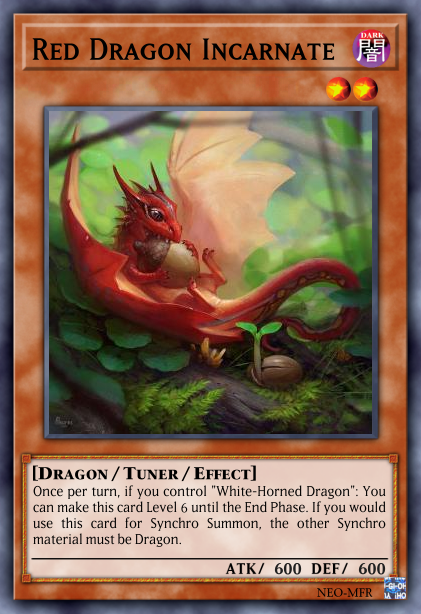 Red Dragon Incarnate
DARK
闇
[Dragon / Tuner / Effect]
Once per turn, if you control "White-Horned Dragon": You
can make this card Level 6 until the End Phase. If you would
use this card for Synchro Summon, the other Synchro
material must be Dragon.
ATK/ 600 DEF/ 600
NEO-MFR